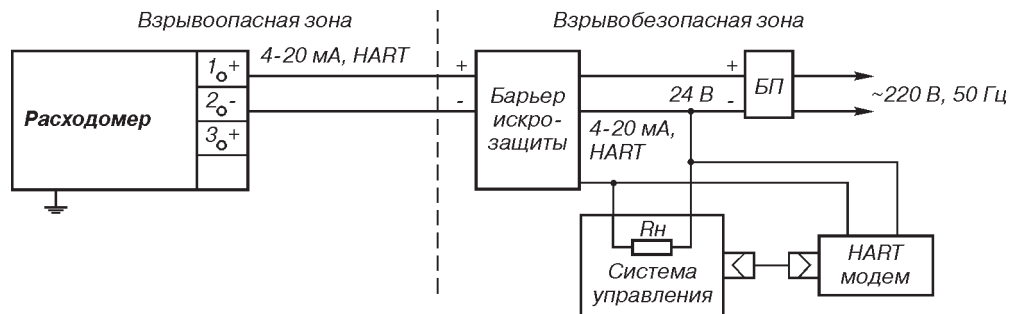 Взрывоопасная зона
Взрывобезопасная зона
1 + 4-20 мА, HART + +
2 - - 24 В -
3 +
Расходомер
Барьер
искро-
защиты
БП
~220 В, 50 Гц
4-20 мА,
HART
Rн
Система
управления
HART
модем